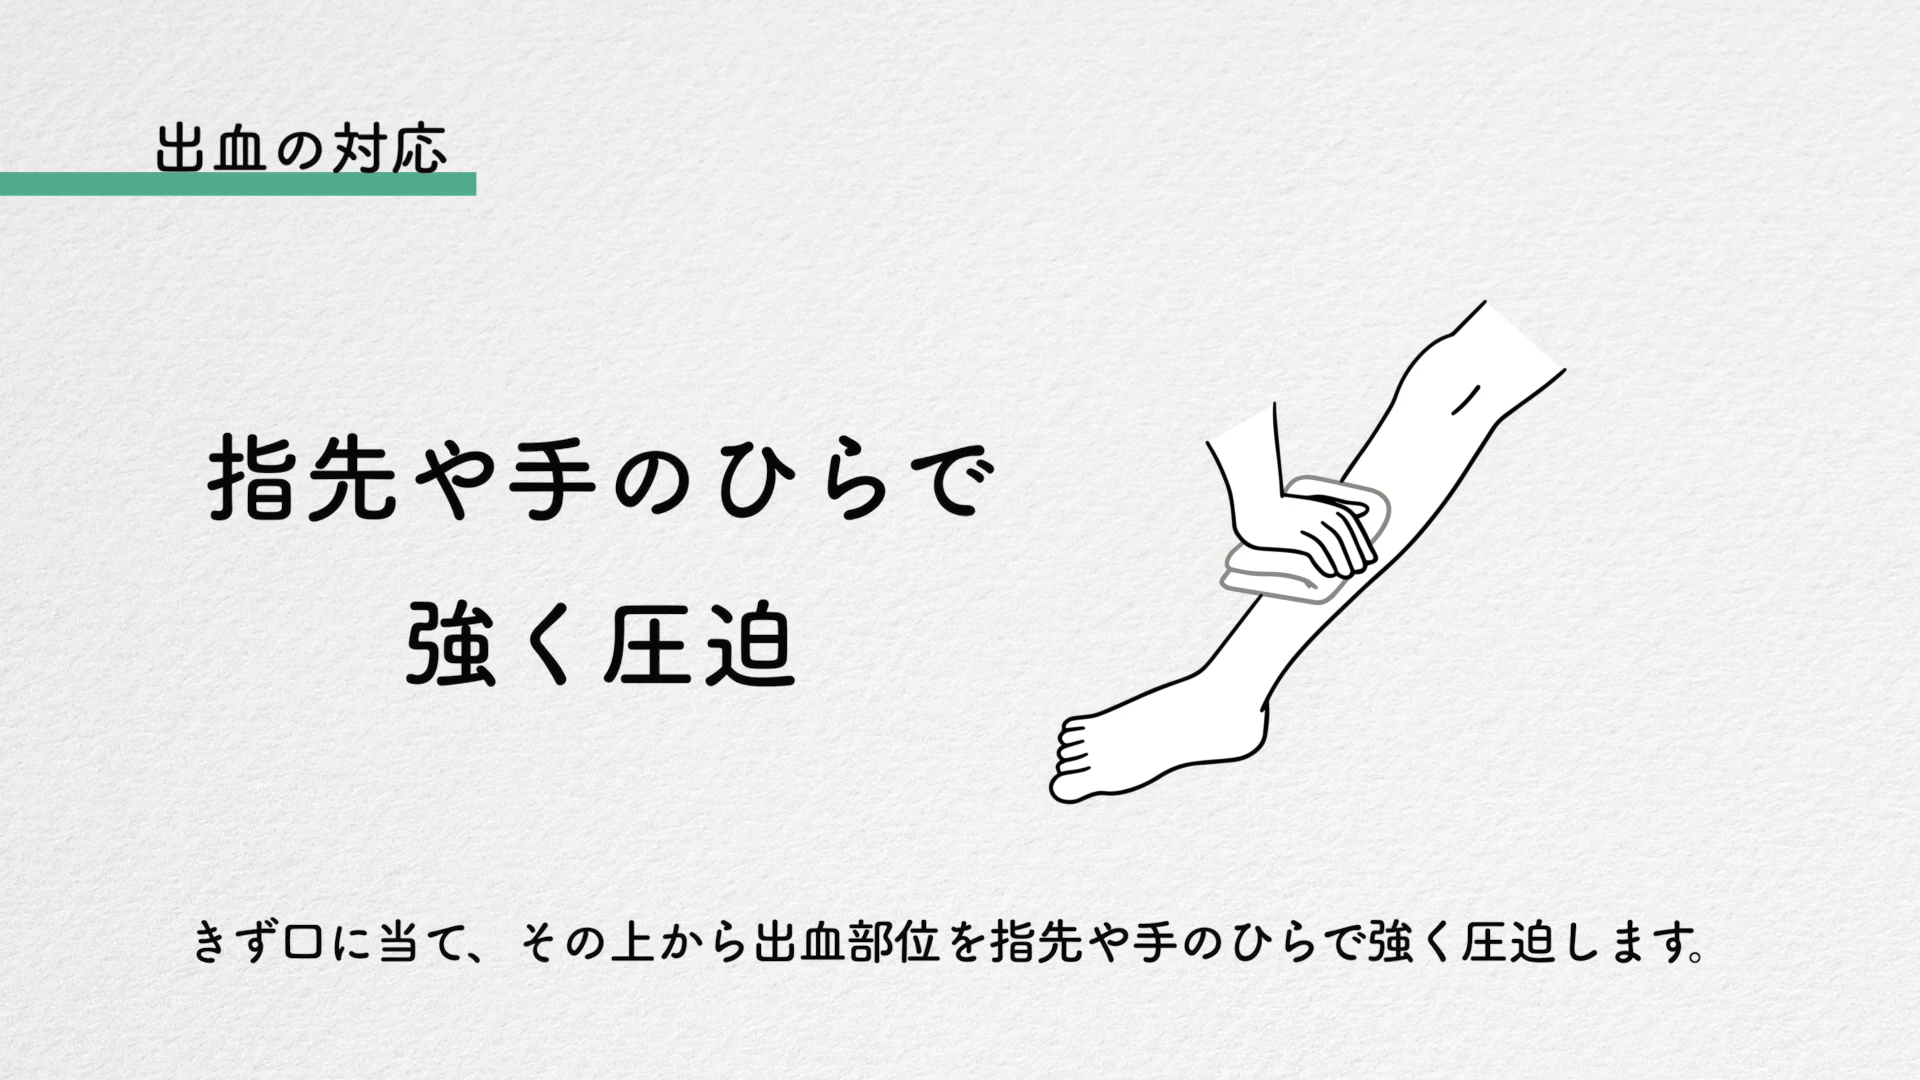 出血の対応
指先や手のひらで
強く圧迫
きず口に当て、その上から出血部位を指先や手のひらで強く圧迫します。